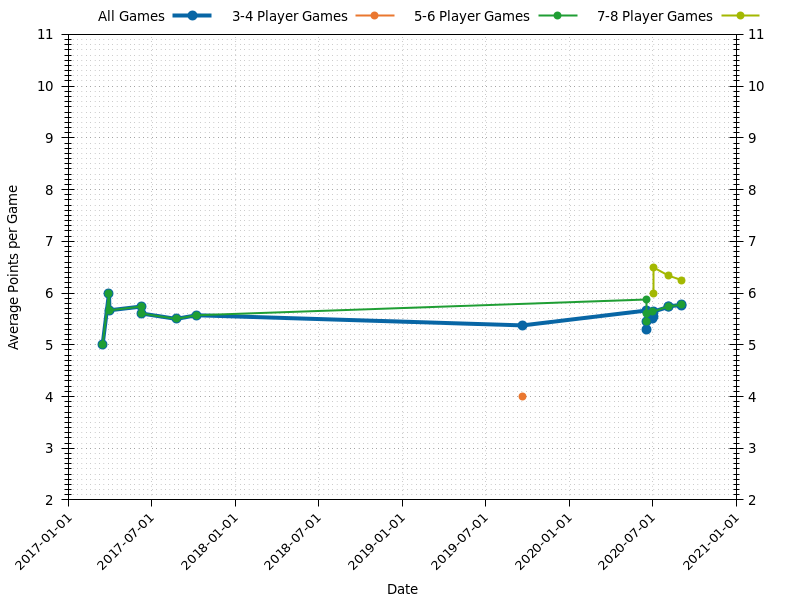 All Games 3-4 Player Games 5-6 Player Games 7-8 Player Games
11 11
10 10
9 9
8 8
7 7
6 6
5 5
4 4
3 3
2 2
Average Points per Game
2017-01-01 2017-07-01 2018-01-01 2018-07-01 2019-01-01 2019-07-01 2020-01-01 2020-07-01 2021-01-01
Date